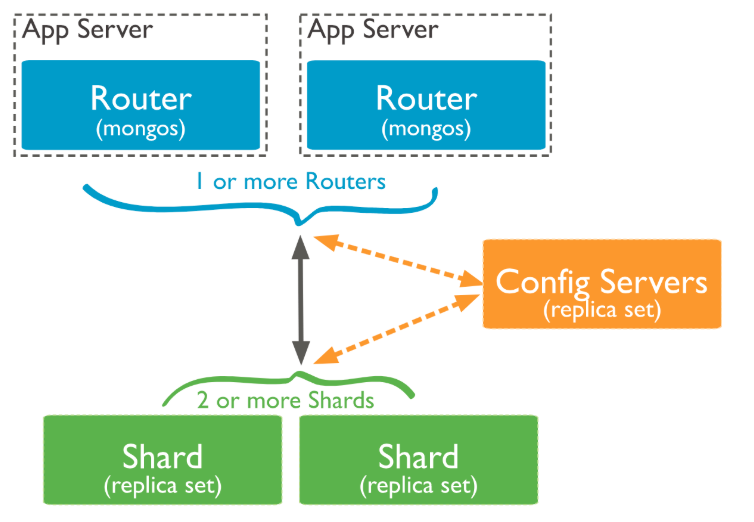 App Server
App Server
Router
(mongos)
Router
(mongos)
1 or more Routers
Config Servers
(replica set)
2 or more Shards
Shard
(replica set)
Shard
(replica set)